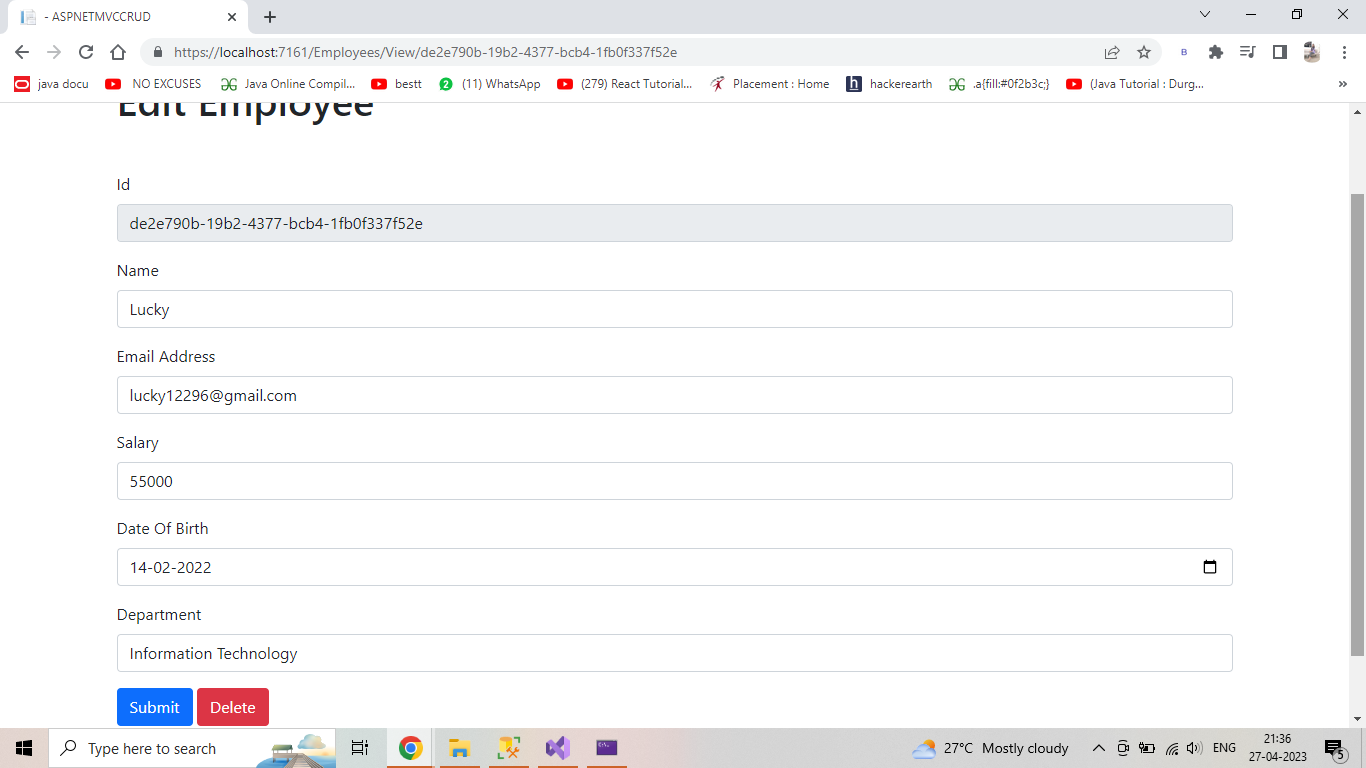 - ASPNETMVCCRUD
https://localhost:7161/Employees/View/de2e790b-19b2-4377-bcb4-1fb0f337f52e
B
java docu NO EXCUSES Java Online Compil... bestt 2 (11) WhatsApp (279) React Tutorial... Placement : Home h hackerearth .a{fill:#0f2b3c;} (Java Tutorial : Durg... »
Edit Employee
Id
de2e790b-19b2-4377-bcb4-1fb0f337f52e
Name
Lucky
Email Address
lucky12296@gmail.com
Salary
55000
Date Of Birth
14-02-2022
Department
Information Technology
Submit Delete
Type here to search
27°C Mostly cloudy
ENG
21:36
27-04-2023
5